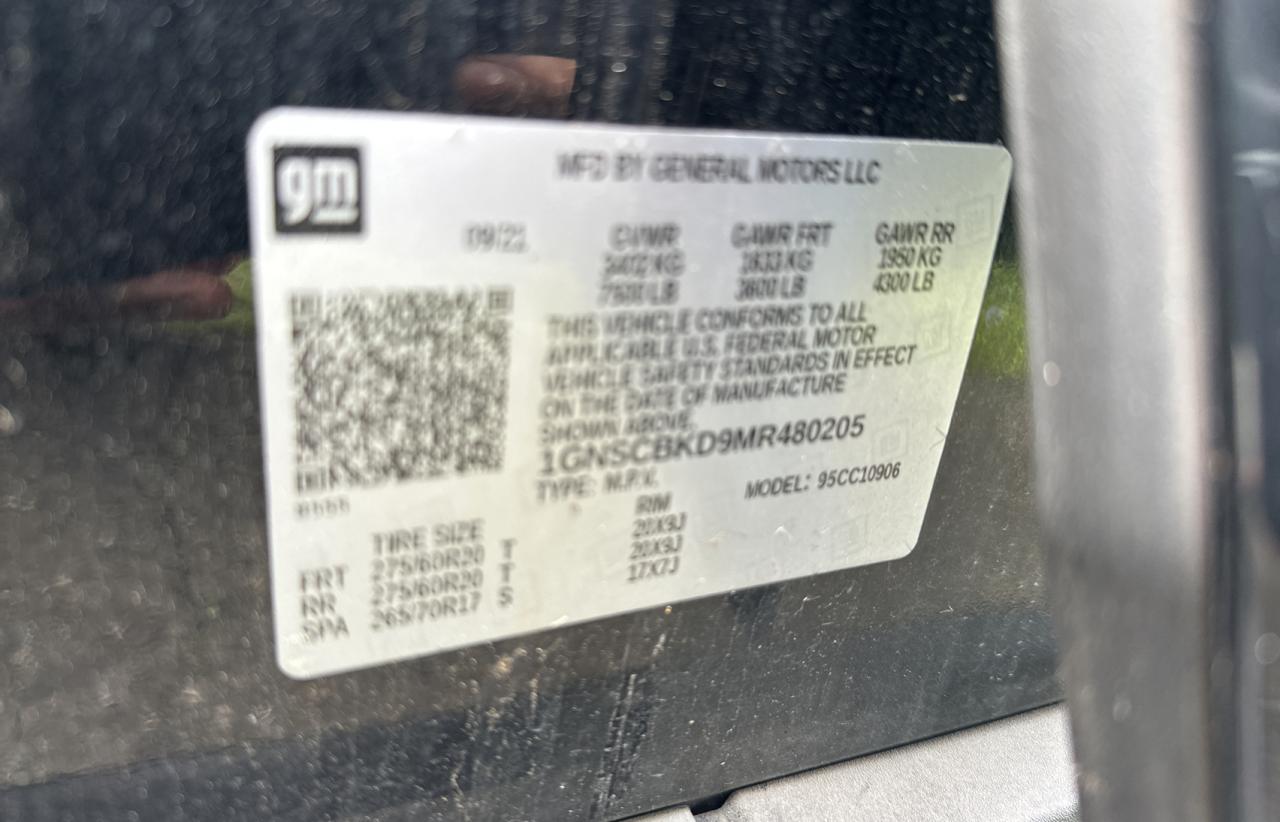 gm
MFD BY GENERAL MOTORS LLC
09/21 GVWR GAWR FRT GAWR RR
3402 KG 1633 KG 1950 KG
7500 LB 3600 LB 4300 LB
THIS VEHICLE CONFORMS TO ALL
APPLICABLE U.S. FEDERAL MOTOR
VEHICLE SAFETY STANDARDS IN EFFECT
ON THE DATE OF MANUFACTURE
SHOWN ABOVE.
1GNSCBKD9MR480205
TYPE: M.P.V. MODEL: 95CC10906
TIRE SIZE RIM
FRT 275/60R20 T 20X9J
RR 275/60R20 T 20X9J
SPA 265/70R17 S 17X7J